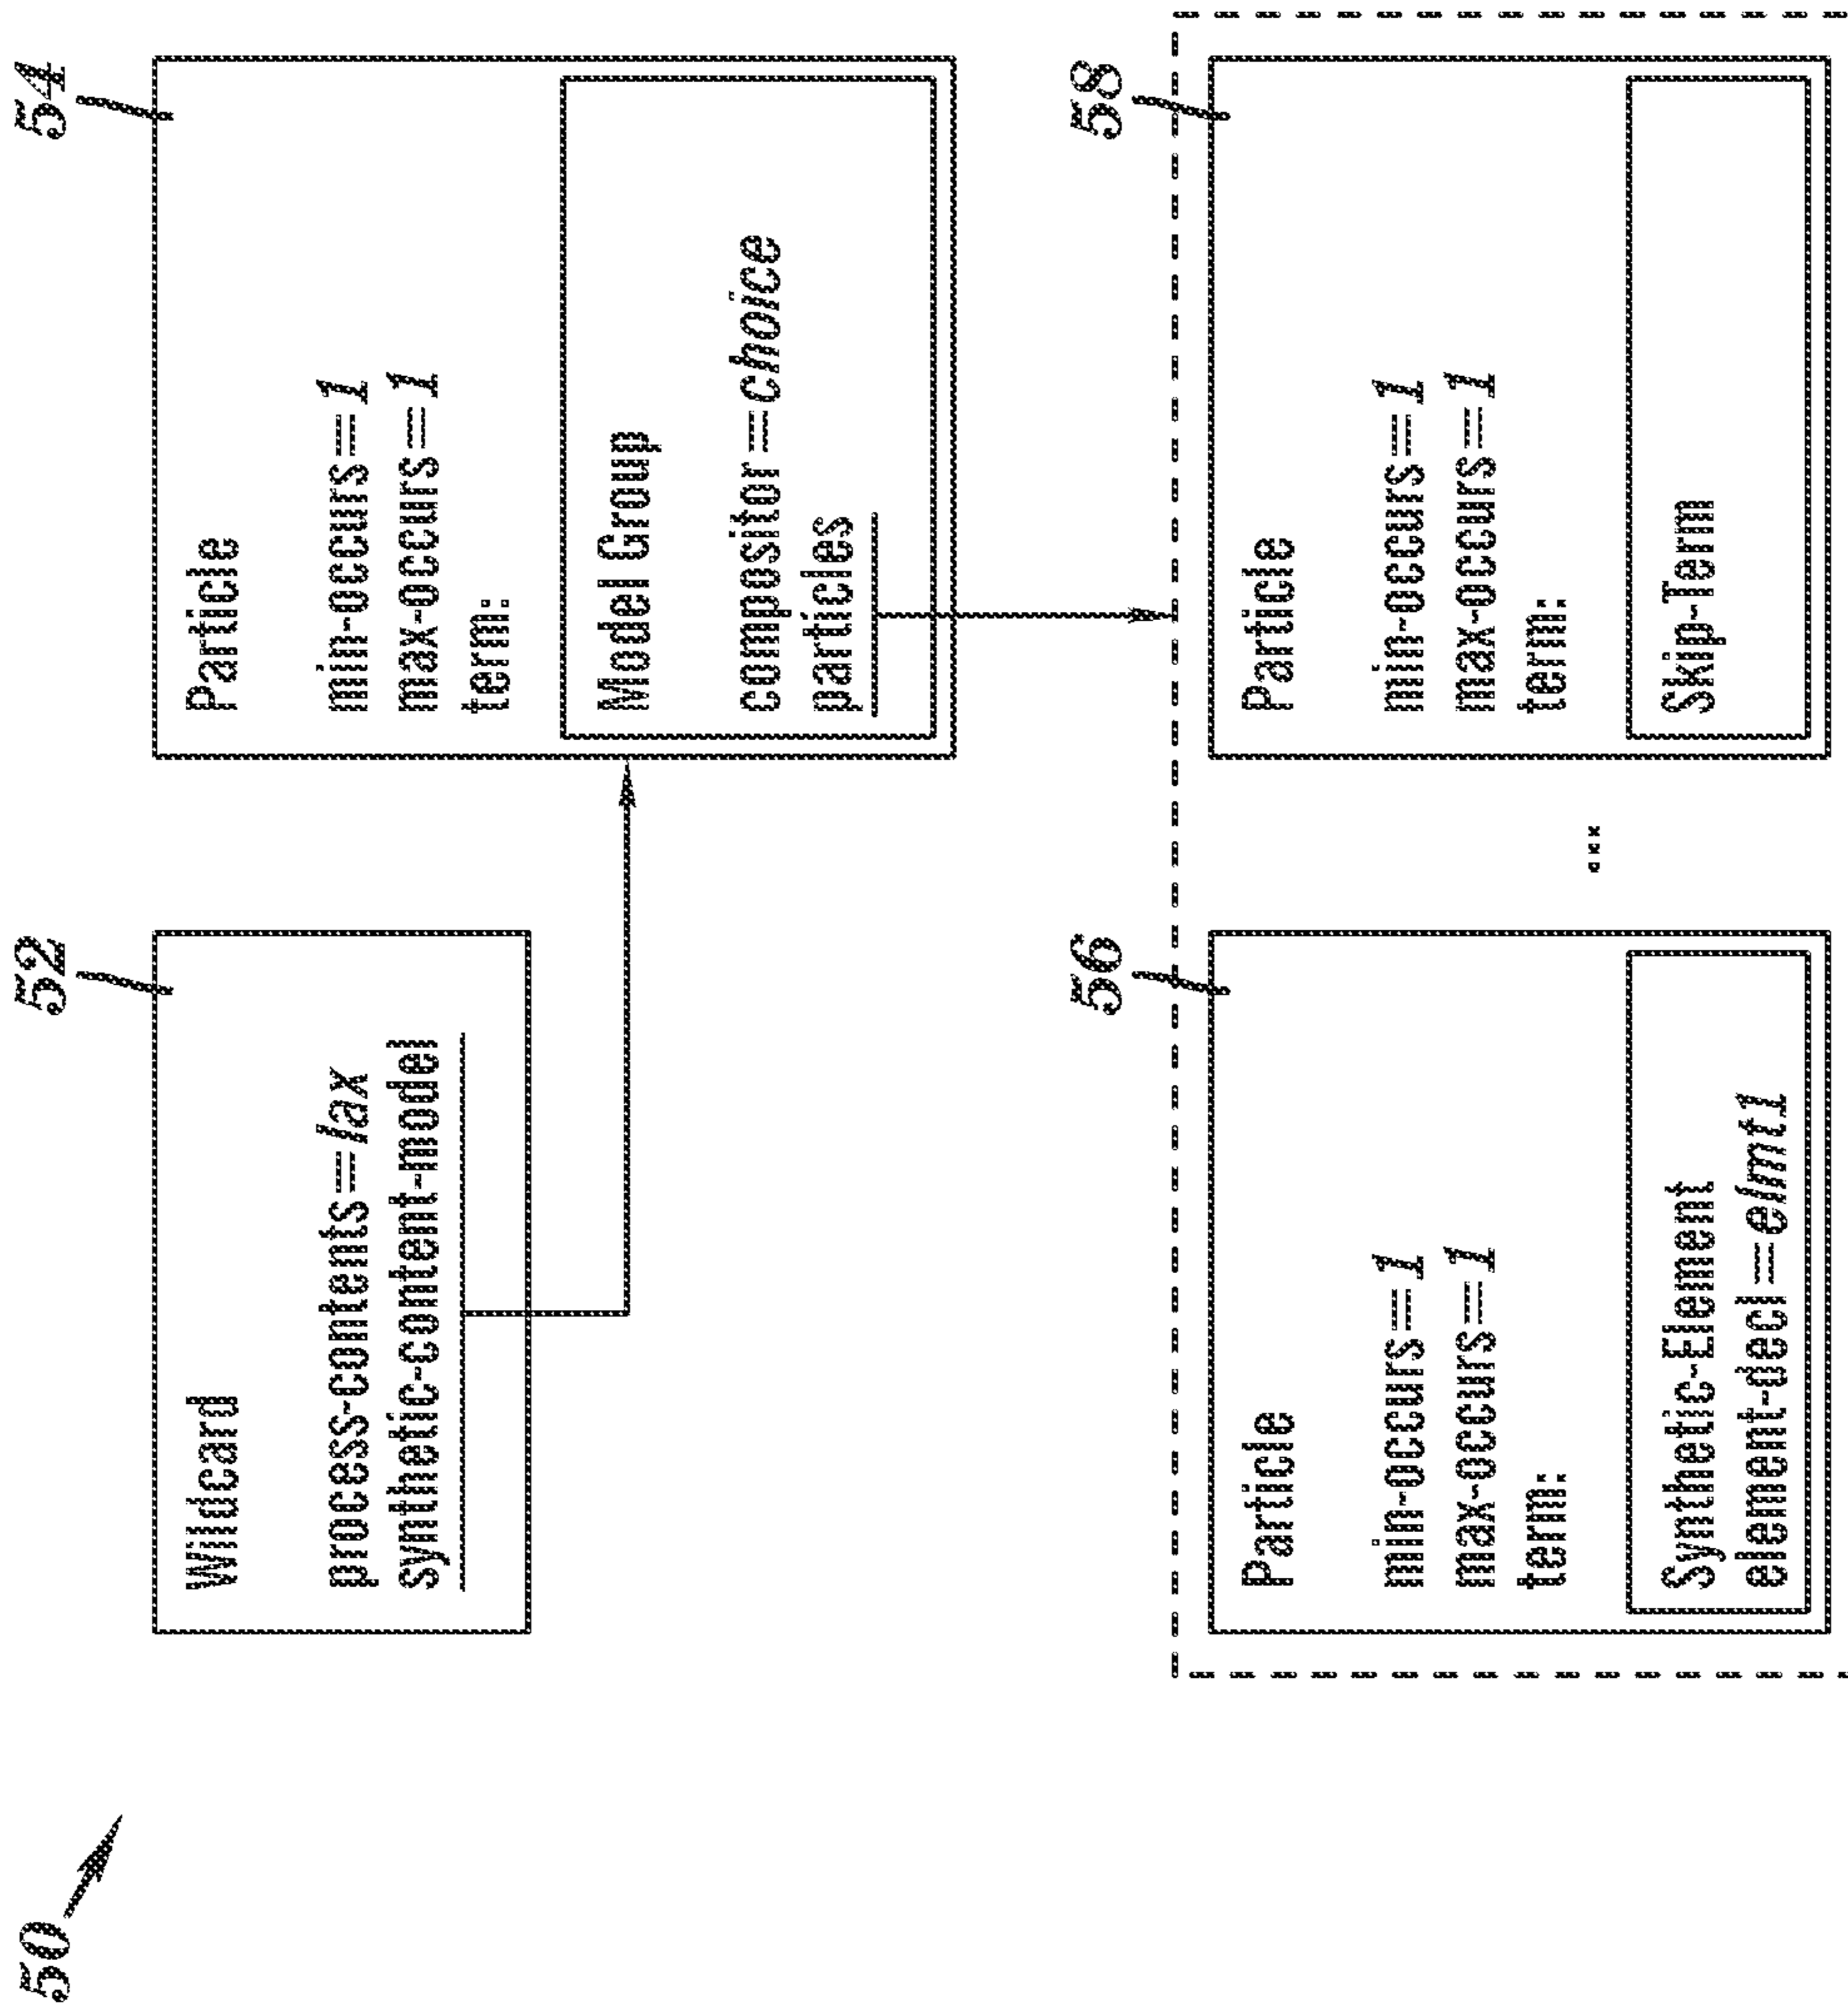 50
52
Wildcard
process-contents=lax
synthetic-content-model
54
Particle
min-occurs=1
max-occurs=1
term:
Model Group
compositor=choice
particles
56
Particle
min-occurs=1
max-occurs=1
term:
Synthetic-Element
element-decl=elmt1
...
58
Particle
min-occurs=1
max-occurs=1
term:
Skip-Term